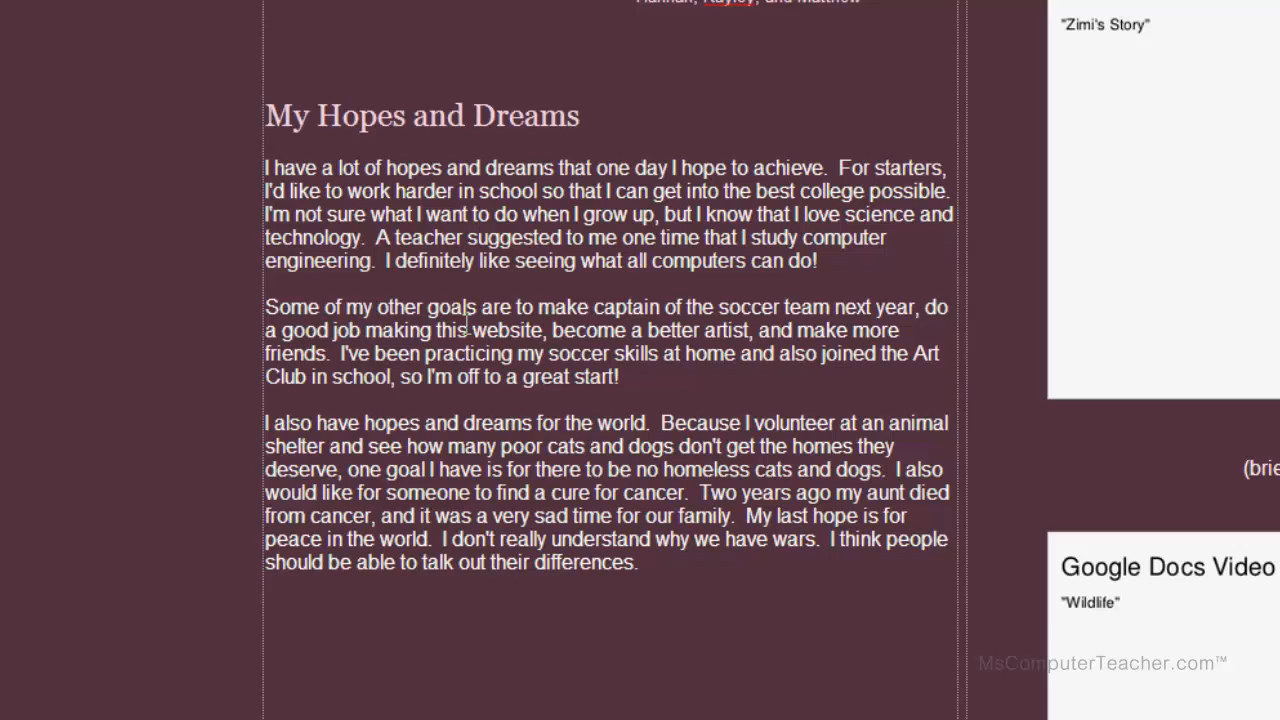 Hannah, Kayley, and Matthew
"Zimi's Story"
My Hopes and Dreams
I have a lot of hopes and dreams that one day I hope to achieve.  For starters,
I'd like to work harder in school so that I can get into the best college possible.
I'm not sure what I want to do when I grow up, but I know that I love science and
technology.  A teacher suggested to me one time that I study computer
engineering.  I definitely like seeing what all computers can do!
Some of my other goals are to make captain of the soccer team next year, do
a good job making this website, become a better artist, and make more
friends.  I've been practicing my soccer skills at home and also joined the Art
Club in school, so I'm off to a great start!
I also have hopes and dreams for the world.  Because I volunteer at an animal
shelter and see how many poor cats and dogs don't get the homes they
deserve, one goal I have is for there to be no homeless cats and dogs.  I also
would like for someone to find a cure for cancer.  Two years ago my aunt died
from cancer, and it was a very sad time for our family.  My last hope is for
peace in the world.  I don't really understand why we have wars.  I think people
should be able to talk out their differences.
(brie
Google Docs Video
"Wildlife"
MsComputerTeacher.com™